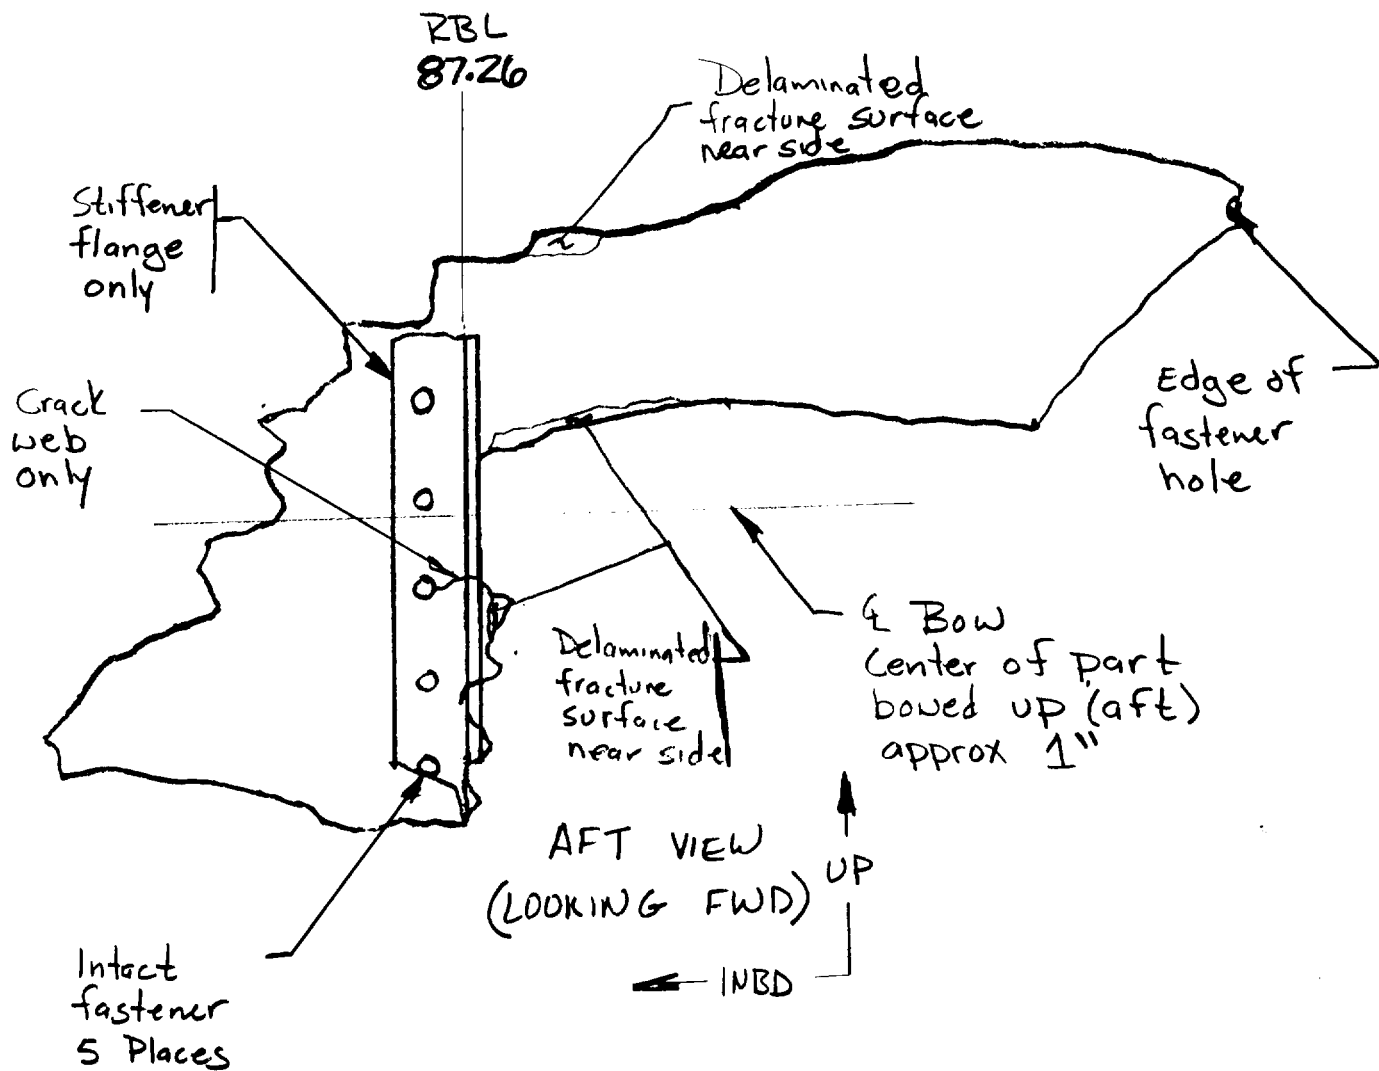 RBL
87.26
Delaminated
fracture surface
near side
Stiffener
flange
only
Crack
web
only
Edge of
fastener
hole
Delaminated
fracture
surface
near side
℄ Bow
Center of part
bowed up (aft)
approx 1"
AFT VIEW
(LOOKING FWD)
UP
INBD
Intact
fastener
5 Places